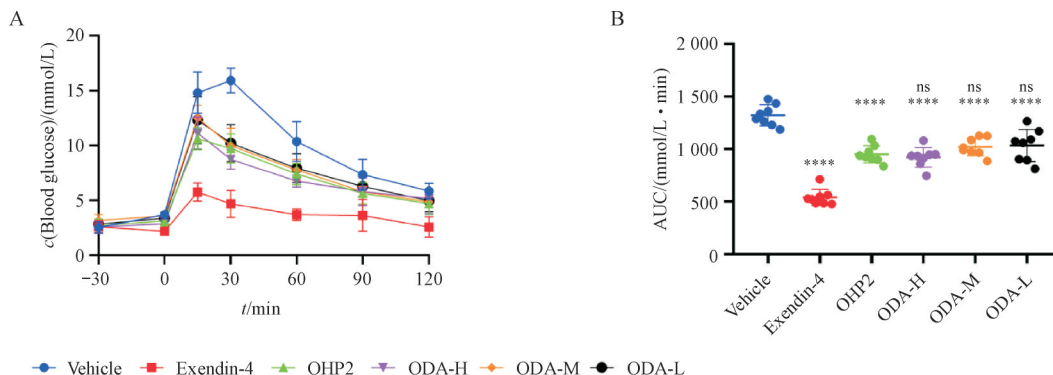 A
B
c(Blood glucose)/(mmol/L)
20
15
10
5
0
−30
0
30
60
90
120
t/min
AUC/(mmol/L • min)
2 000
1 500
1 000
500
0
****
****
ns
****
ns
****
ns
****
Vehicle
Exendin-4
OHP2
ODA-H
ODA-M
ODA-L
Vehicle Exendin-4 OHP2 ODA-H ODA-M ODA-L